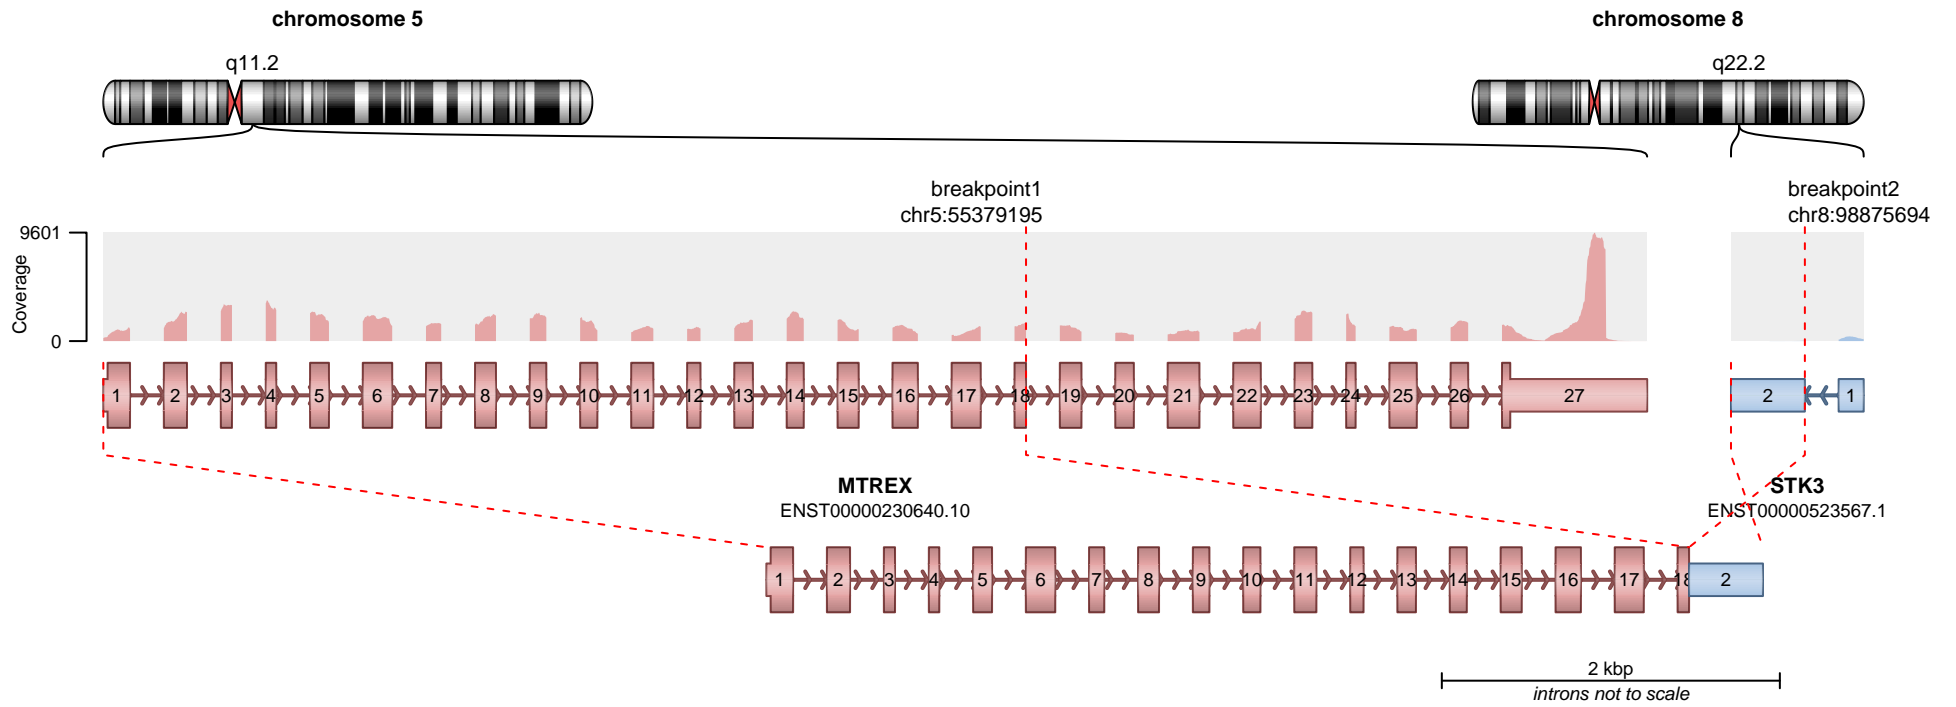 chromosome 5
chromosome 8
q11.2
q22.2
breakpoint1
chr5:55379195
breakpoint2
chr8:98875694
9601
Coverage
0
1 2 3 4 5 6 7 8 9 10 11 12 13 14 15 16 17 18 19 20 21 22 23 24 25 26 27
2 1
MTREX
ENST00000230640.10
STK3
ENST00000523567.1
1 2 3 4 5 6 7 8 9 10 11 12 13 14 15 16 17 18 2
2 kbp
introns not to scale